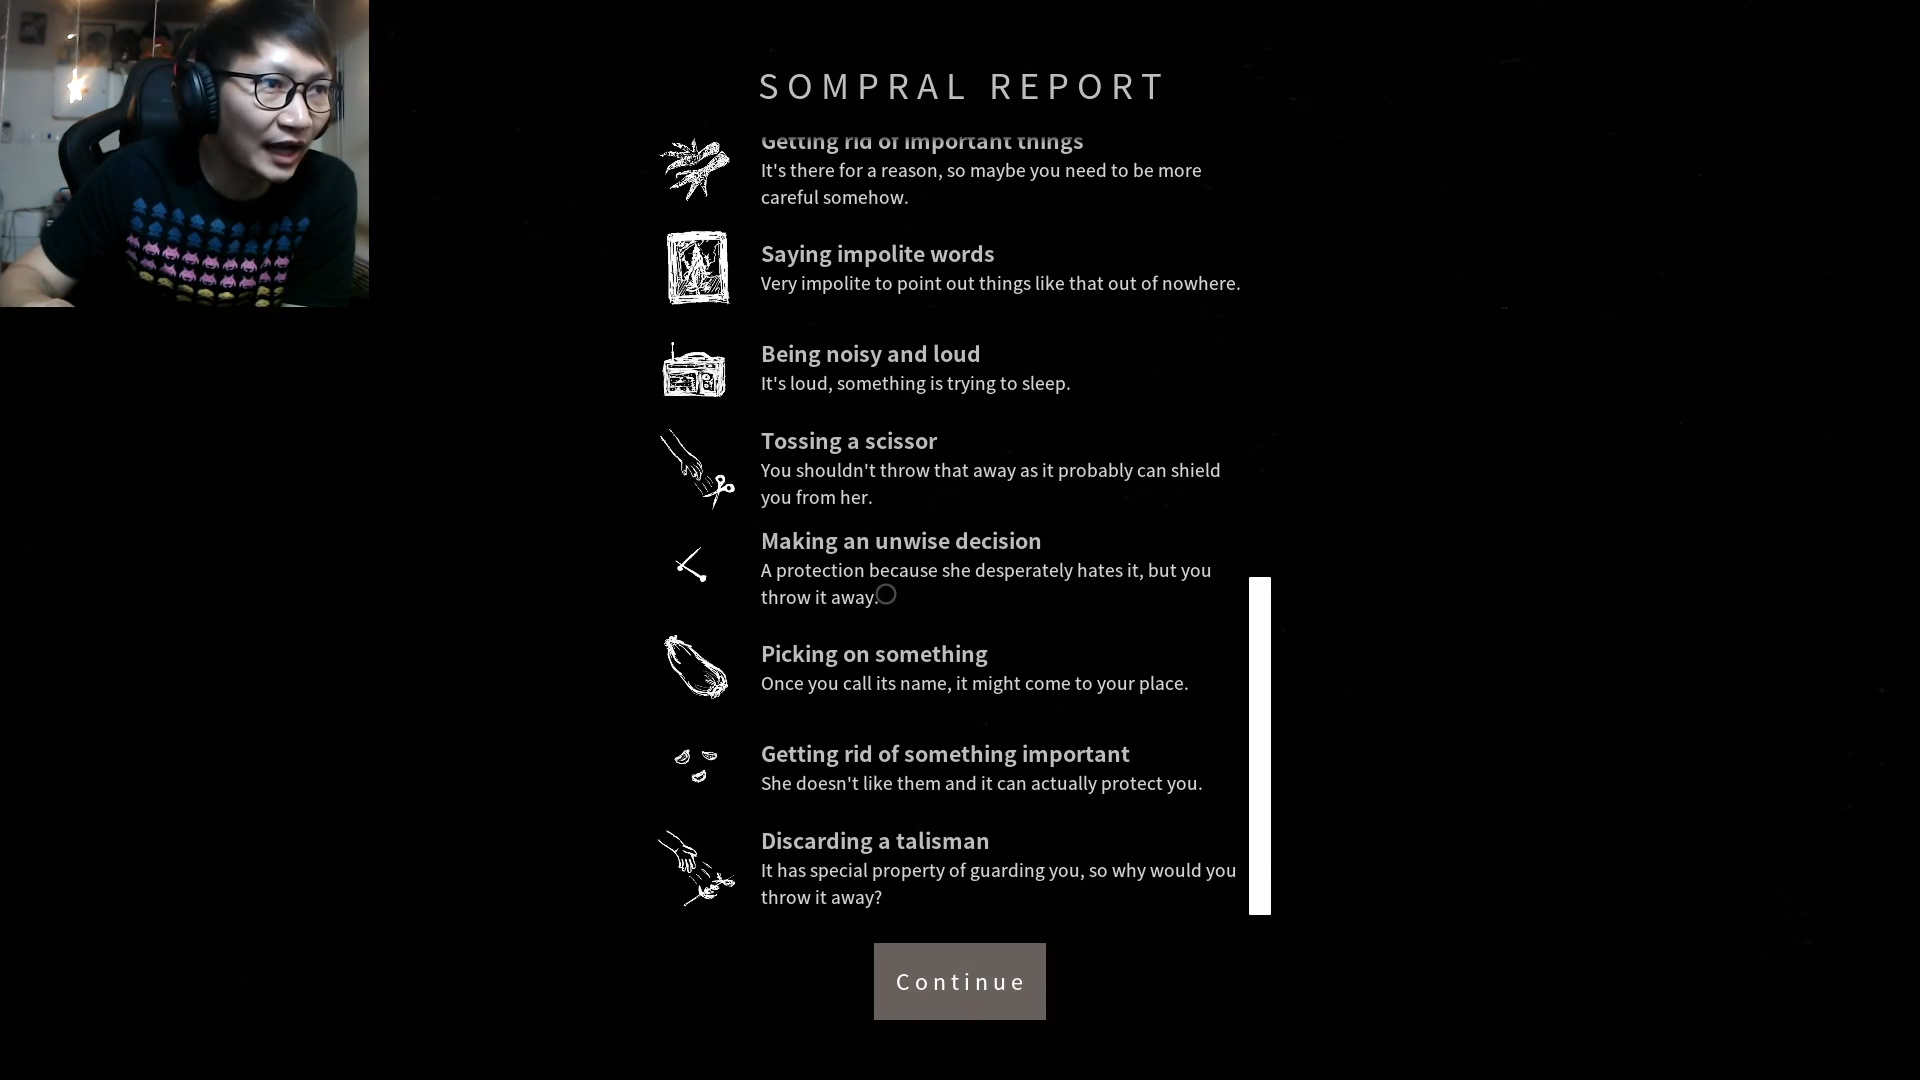 SOMPRAL REPORT
Getting rid of important things
It's there for a reason, so maybe you need to be more
careful somehow.
Saying impolite words
Very impolite to point out things like that out of nowhere.
Being noisy and loud
It's loud, something is trying to sleep.
Tossing a scissor
You shouldn't throw that away as it probably can shield
you from her.
Making an unwise decision
A protection because she desperately hates it, but you
throw it away.
Picking on something
Once you call its name, it might come to your place.
Getting rid of something important
She doesn't like them and it can actually protect you.
Discarding a talisman
It has special property of guarding you, so why would you
throw it away?
Continue